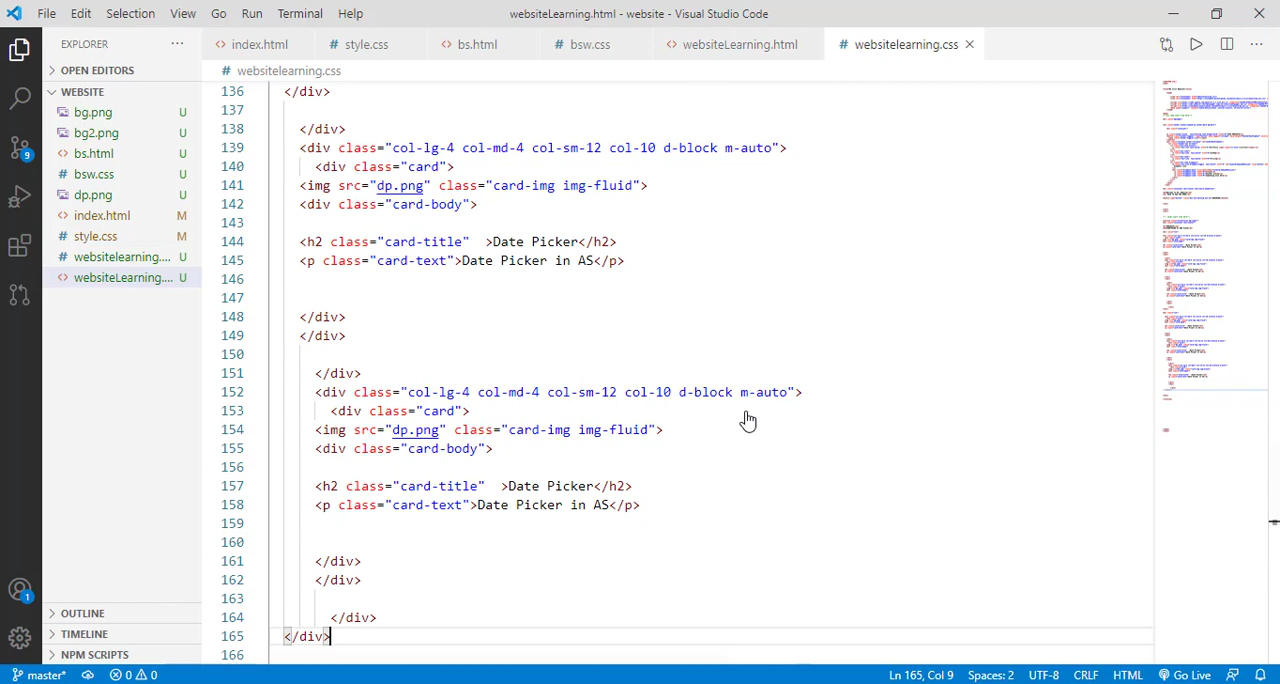 File Edit Selection View Go Run Terminal Help websiteLearning.html - website - Visual Studio Code
EXPLORER ··· <> index.html # style.css <> bs.html # bsw.css <> websiteLearning.html # websitelearning.css
OPEN EDITORS # websitelearning.css
WEBSITE
bg.png U
bg2.png U
<> bs.html U
# bsw.css U
dp.png U
<> index.html M
# style.css M
# websitelearning.... U
<> websiteLearning.... U
9
1
OUTLINE
TIMELINE
NPM SCRIPTS
136 </div>
137
138 </div>
139 <div class="col-lg-4 col-md-4 col-sm-12 col-10 d-block m-auto">
140 <div class="card">
141 <img src="dp.png" class="card-img img-fluid">
142 <div class="card-body">
143
144 <h2 class="card-title" >Date Picker</h2>
145 <p class="card-text">Date Picker in AS</p>
146
147
148 </div>
149 </div>
150
151 </div>
152 <div class="col-lg-4 col-md-4 col-sm-12 col-10 d-block m-auto">
153 <div class="card">
154 <img src="dp.png" class="card-img img-fluid">
155 <div class="card-body">
156
157 <h2 class="card-title" >Date Picker</h2>
158 <p class="card-text">Date Picker in AS</p>
159
160
161 </div>
162 </div>
163
164 </div>
165 </div>
166
master* 0 0 Ln 165, Col 9 Spaces: 2 UTF-8 CRLF HTML Go Live